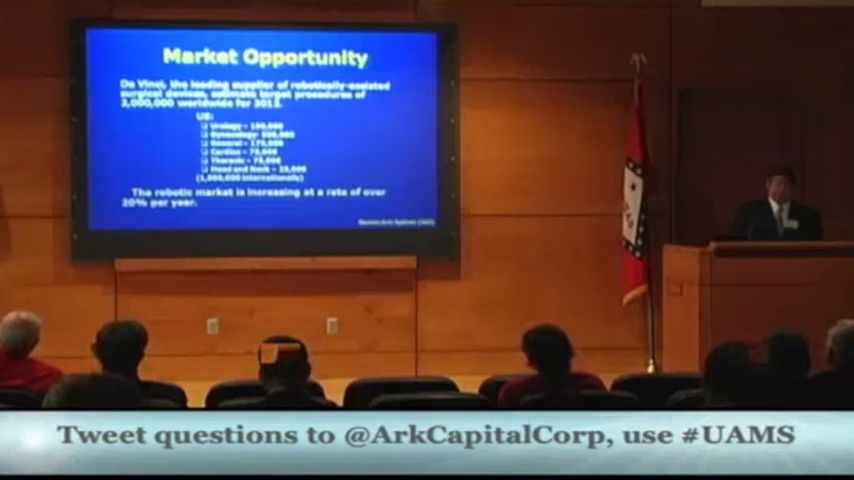 Market Opportunity
Da Vinci, the leading supplier of robotically-assisted
surgical devices, estimate target procedures of
2,000,000 worldwide for 2012.
US:
❑ Urology –
❑ Gynecology-
❑ General – 175,000
❑ Cardiac – 75,000
❑ Thoracic – 75,000
❑ Head and Neck – 25,000
(1,000,000 Internationally)
The robotic market is increasing at a rate of over
20% per year.
Tweet questions to @ArkCapitalCorp, use #UAMS